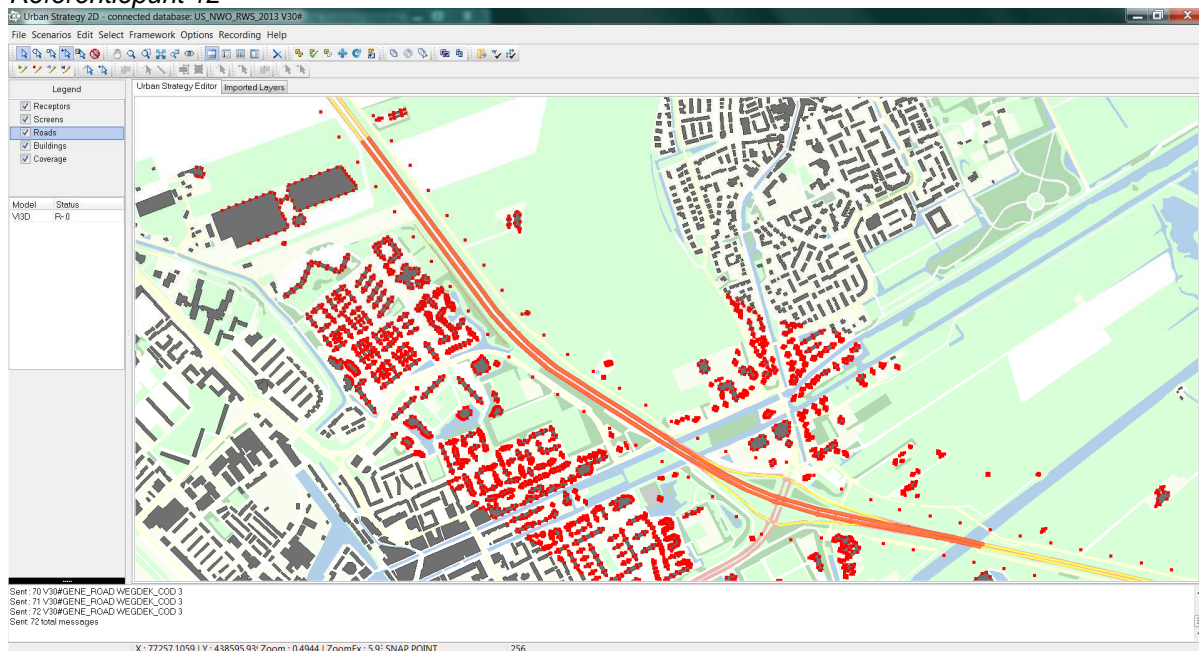 Referentiepunt 12
Urban Strategy 2D - connected database: US_NWO_RWS_2013 V30#
File Scenarios Edit Select Framework Options Recording Help
Legend
Urban Strategy Editor Imported Layers
Receptors
Screens
Roads
Buildings
Coverage
Model Status
VI3D R-0
Sent: 70 V30#GENE_ROAD WEGDEK_COD 3
Sent: 71 V30#GENE_ROAD WEGDEK_COD 3
Sent: 72 V30#GENE_ROAD WEGDEK_COD 3
Sent: 72 total messages
X : 77257.1059 | Y : 438595.93 Zoom : 0.4944 | ZoomFx : 5.9 SNAP POINT 256